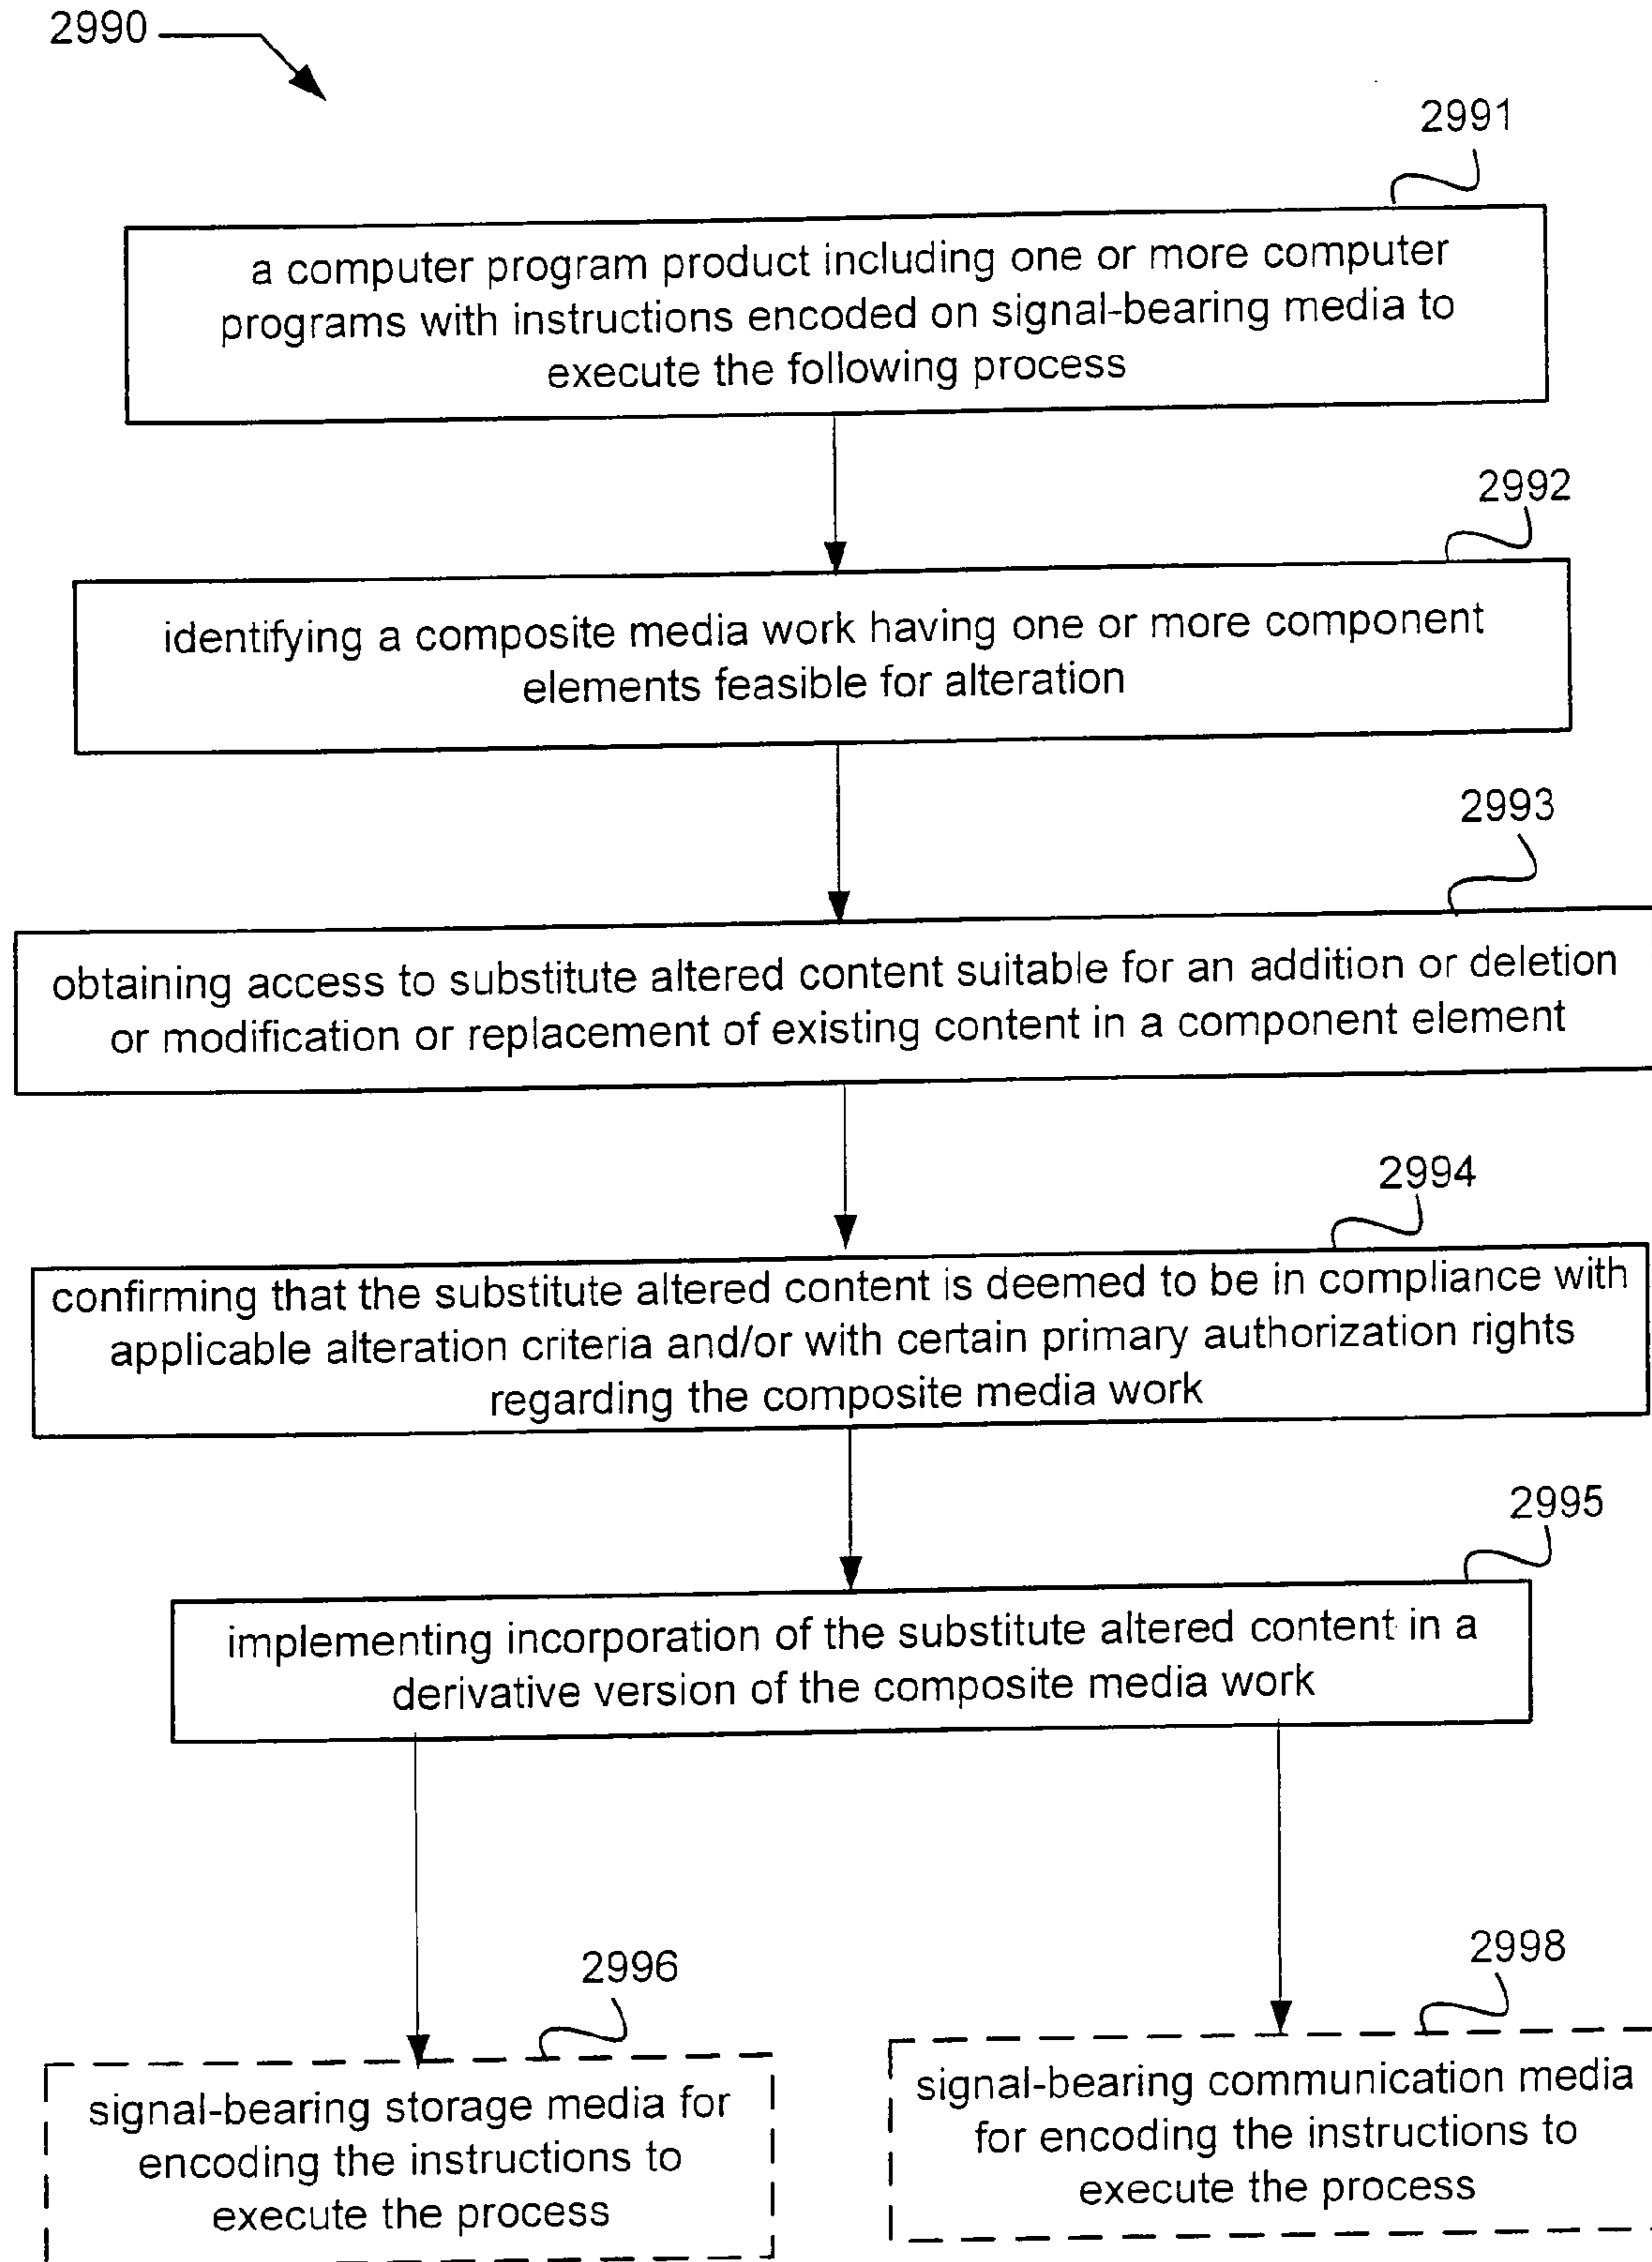 2990
2991
a computer program product including one or more computer
programs with instructions encoded on signal-bearing media to
execute the following process
2992
identifying a composite media work having one or more component
elements feasible for alteration
2993
obtaining access to substitute altered content suitable for an addition or deletion
or modification or replacement of existing content in a component element
2994
confirming that the substitute altered content is deemed to be in compliance with
applicable alteration criteria and/or with certain primary authorization rights
regarding the composite media work
2995
implementing incorporation of the substitute altered content in a
derivative version of the composite media work
2996
signal-bearing storage media for
encoding the instructions to
execute the process
2998
signal-bearing communication media
for encoding the instructions to
execute the process